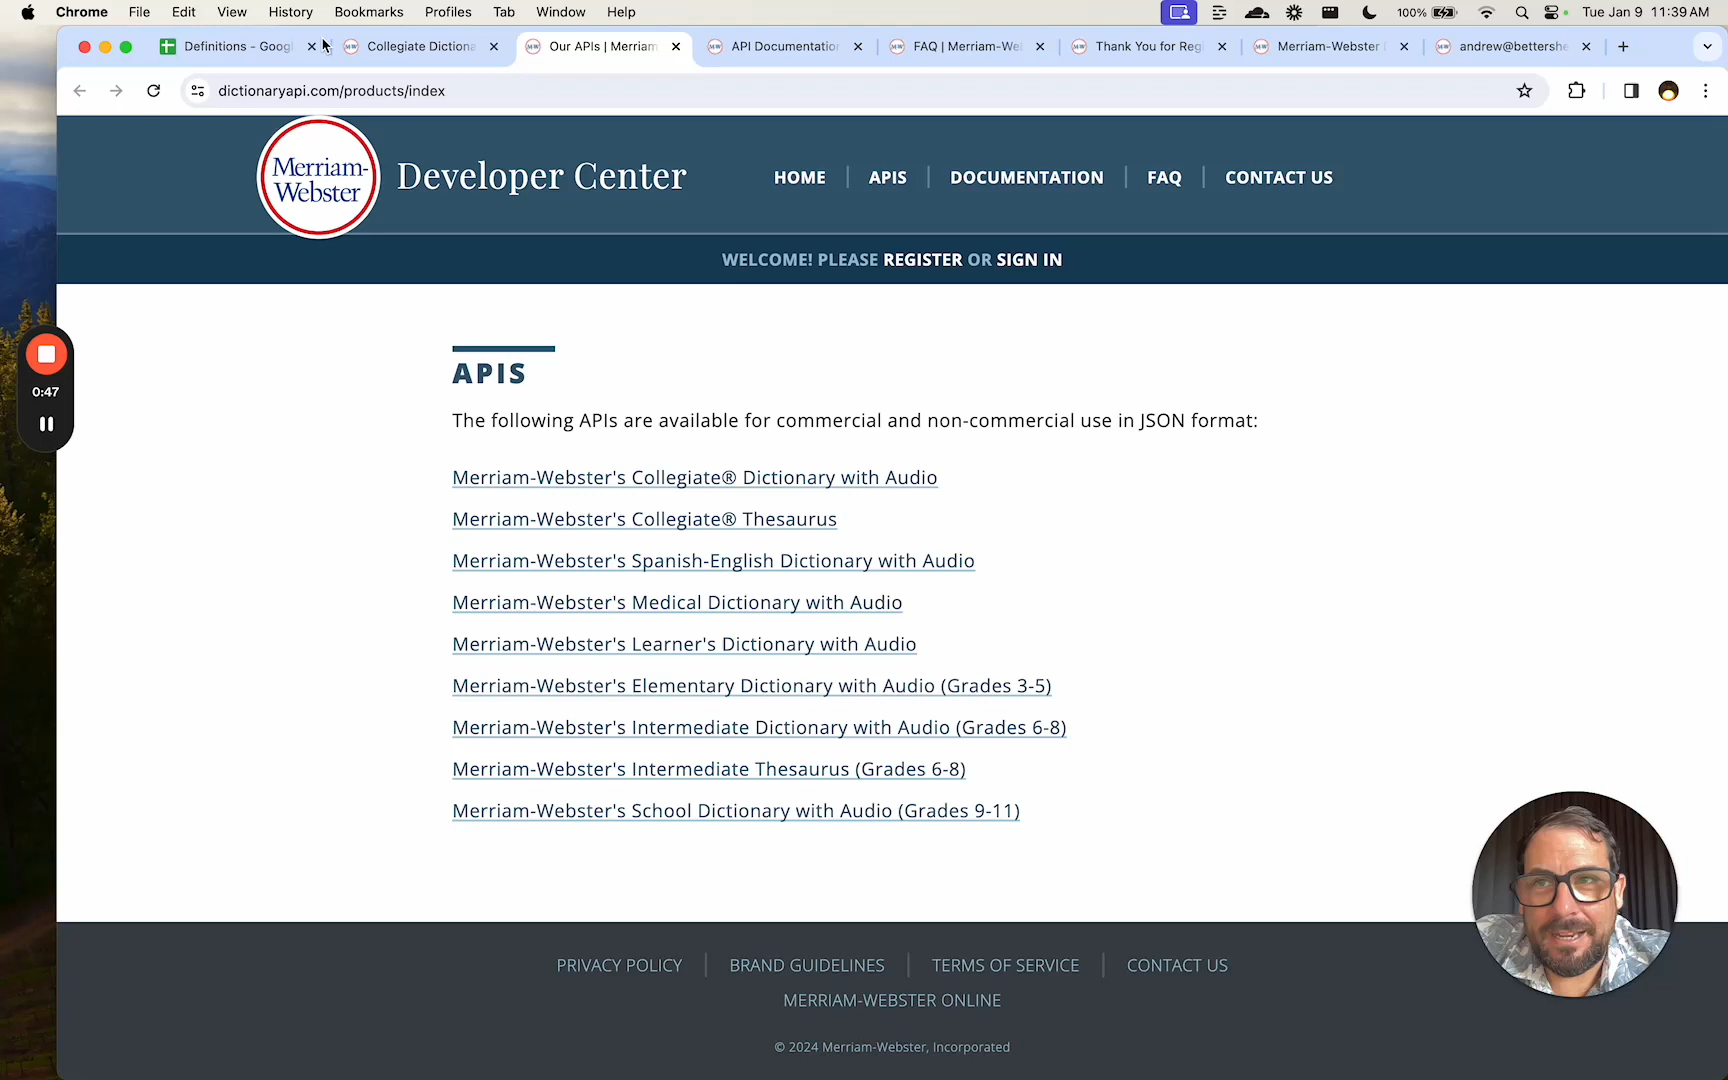 Chrome File Edit View History Bookmarks Profiles Tab Window Help 100% Tue Jan 9 11:39 AM
Definitions - Googl Collegiate Dictiona Our APIs | Merriam API Documentation FAQ | Merriam-We Thank You for Reg Merriam-Webster andrew@bettershe
dictionaryapi.com/products/index
Merriam-
Webster
Developer Center
HOME APIS DOCUMENTATION FAQ CONTACT US
WELCOME! PLEASE REGISTER OR SIGN IN
0:47
APIS
The following APIs are available for commercial and non-commercial use in JSON format:
Merriam-Webster's Collegiate® Dictionary with Audio
Merriam-Webster's Collegiate® Thesaurus
Merriam-Webster's Spanish-English Dictionary with Audio
Merriam-Webster's Medical Dictionary with Audio
Merriam-Webster's Learner's Dictionary with Audio
Merriam-Webster's Elementary Dictionary with Audio (Grades 3-5)
Merriam-Webster's Intermediate Dictionary with Audio (Grades 6-8)
Merriam-Webster's Intermediate Thesaurus (Grades 6-8)
Merriam-Webster's School Dictionary with Audio (Grades 9-11)
PRIVACY POLICY BRAND GUIDELINES TERMS OF SERVICE CONTACT US
MERRIAM-WEBSTER ONLINE
© 2024 Merriam-Webster, Incorporated